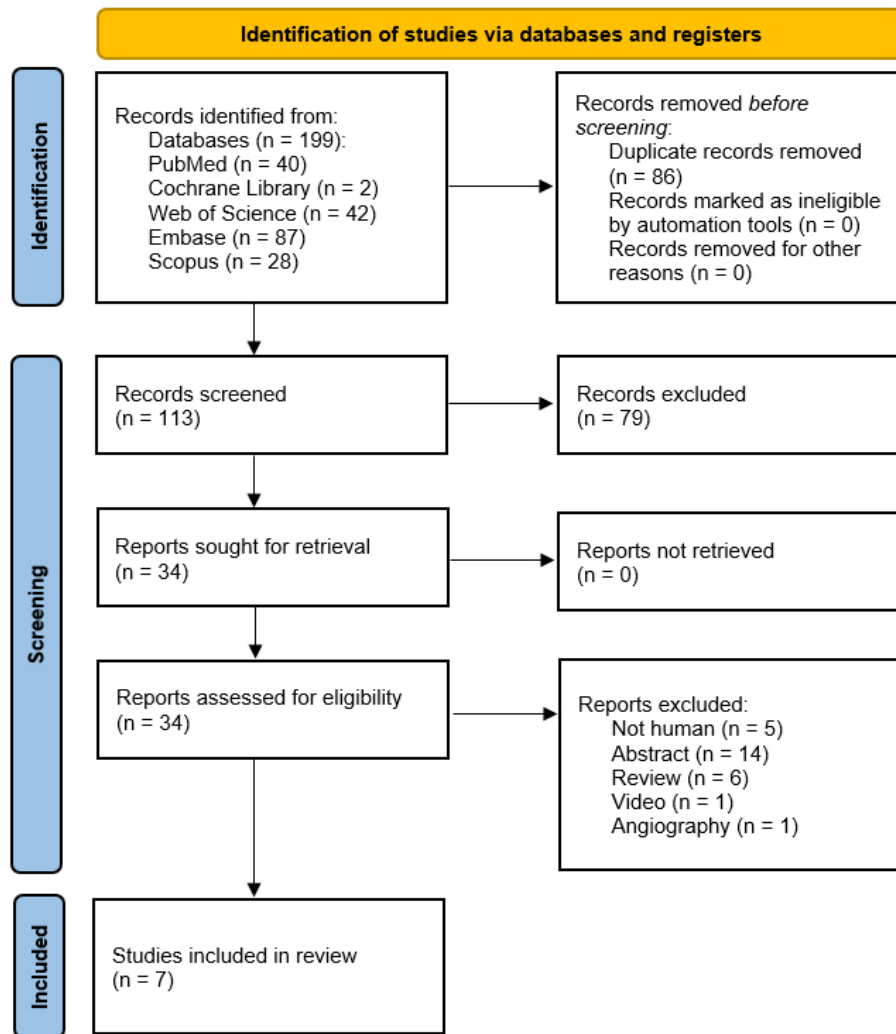 Identification of studies via databases and registers
Identification
Records identified from:
Databases (n = 199):
PubMed (n = 40)
Cochrane Library (n = 2)
Web of Science (n = 42)
Embase (n = 87)
Scopus (n = 28)
Records removed before
screening:
Duplicate records removed
(n = 86)
Records marked as ineligible
by automation tools (n = 0)
Records removed for other
reasons (n = 0)
Screening
Records screened
(n = 113)
Records excluded
(n = 79)
Reports sought for retrieval
(n = 34)
Reports not retrieved
(n = 0)
Reports assessed for eligibility
(n = 34)
Reports excluded:
Not human (n = 5)
Abstract (n = 14)
Review (n = 6)
Video (n = 1)
Angiography (n = 1)
Included
Studies included in review
(n = 7)